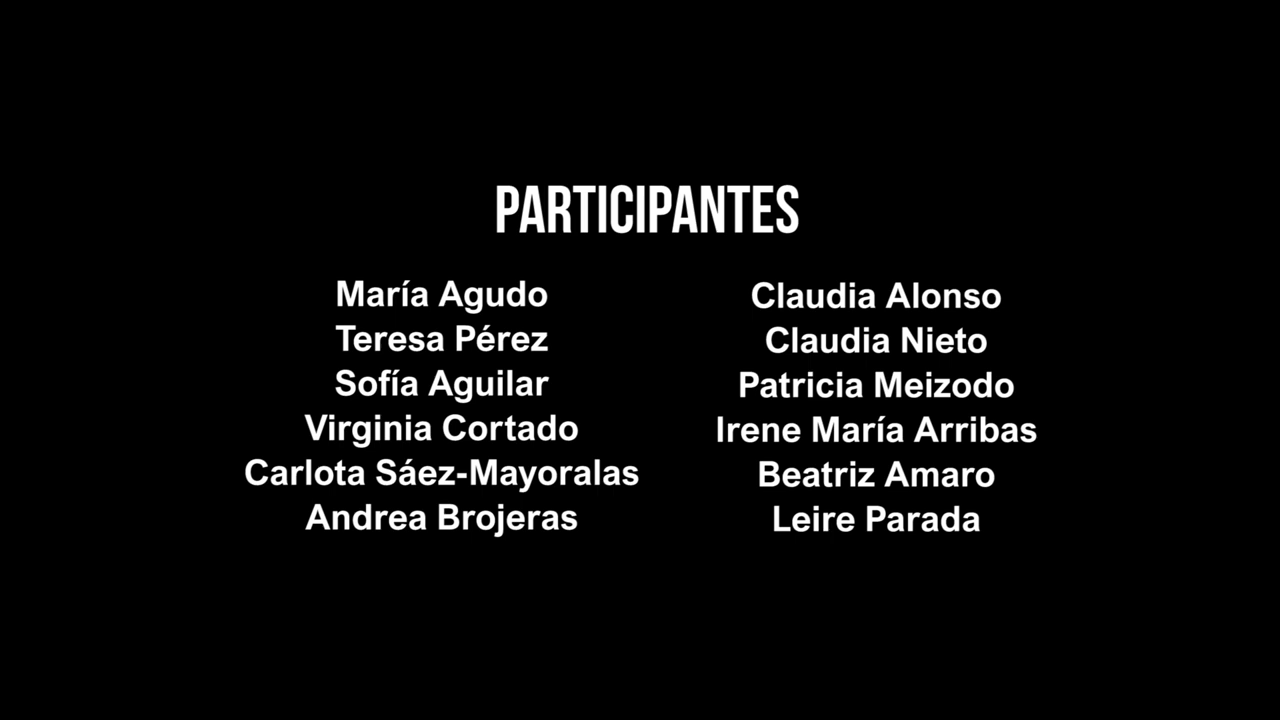 PARTICIPANTES
María Agudo
Teresa Pérez
Sofía Aguilar
Virginia Cortado
Carlota Sáez-Mayoralas
Andrea Brojeras
Claudia Alonso
Claudia Nieto
Patricia Meizodo
Irene María Arribas
Beatriz Amaro
Leire Parada